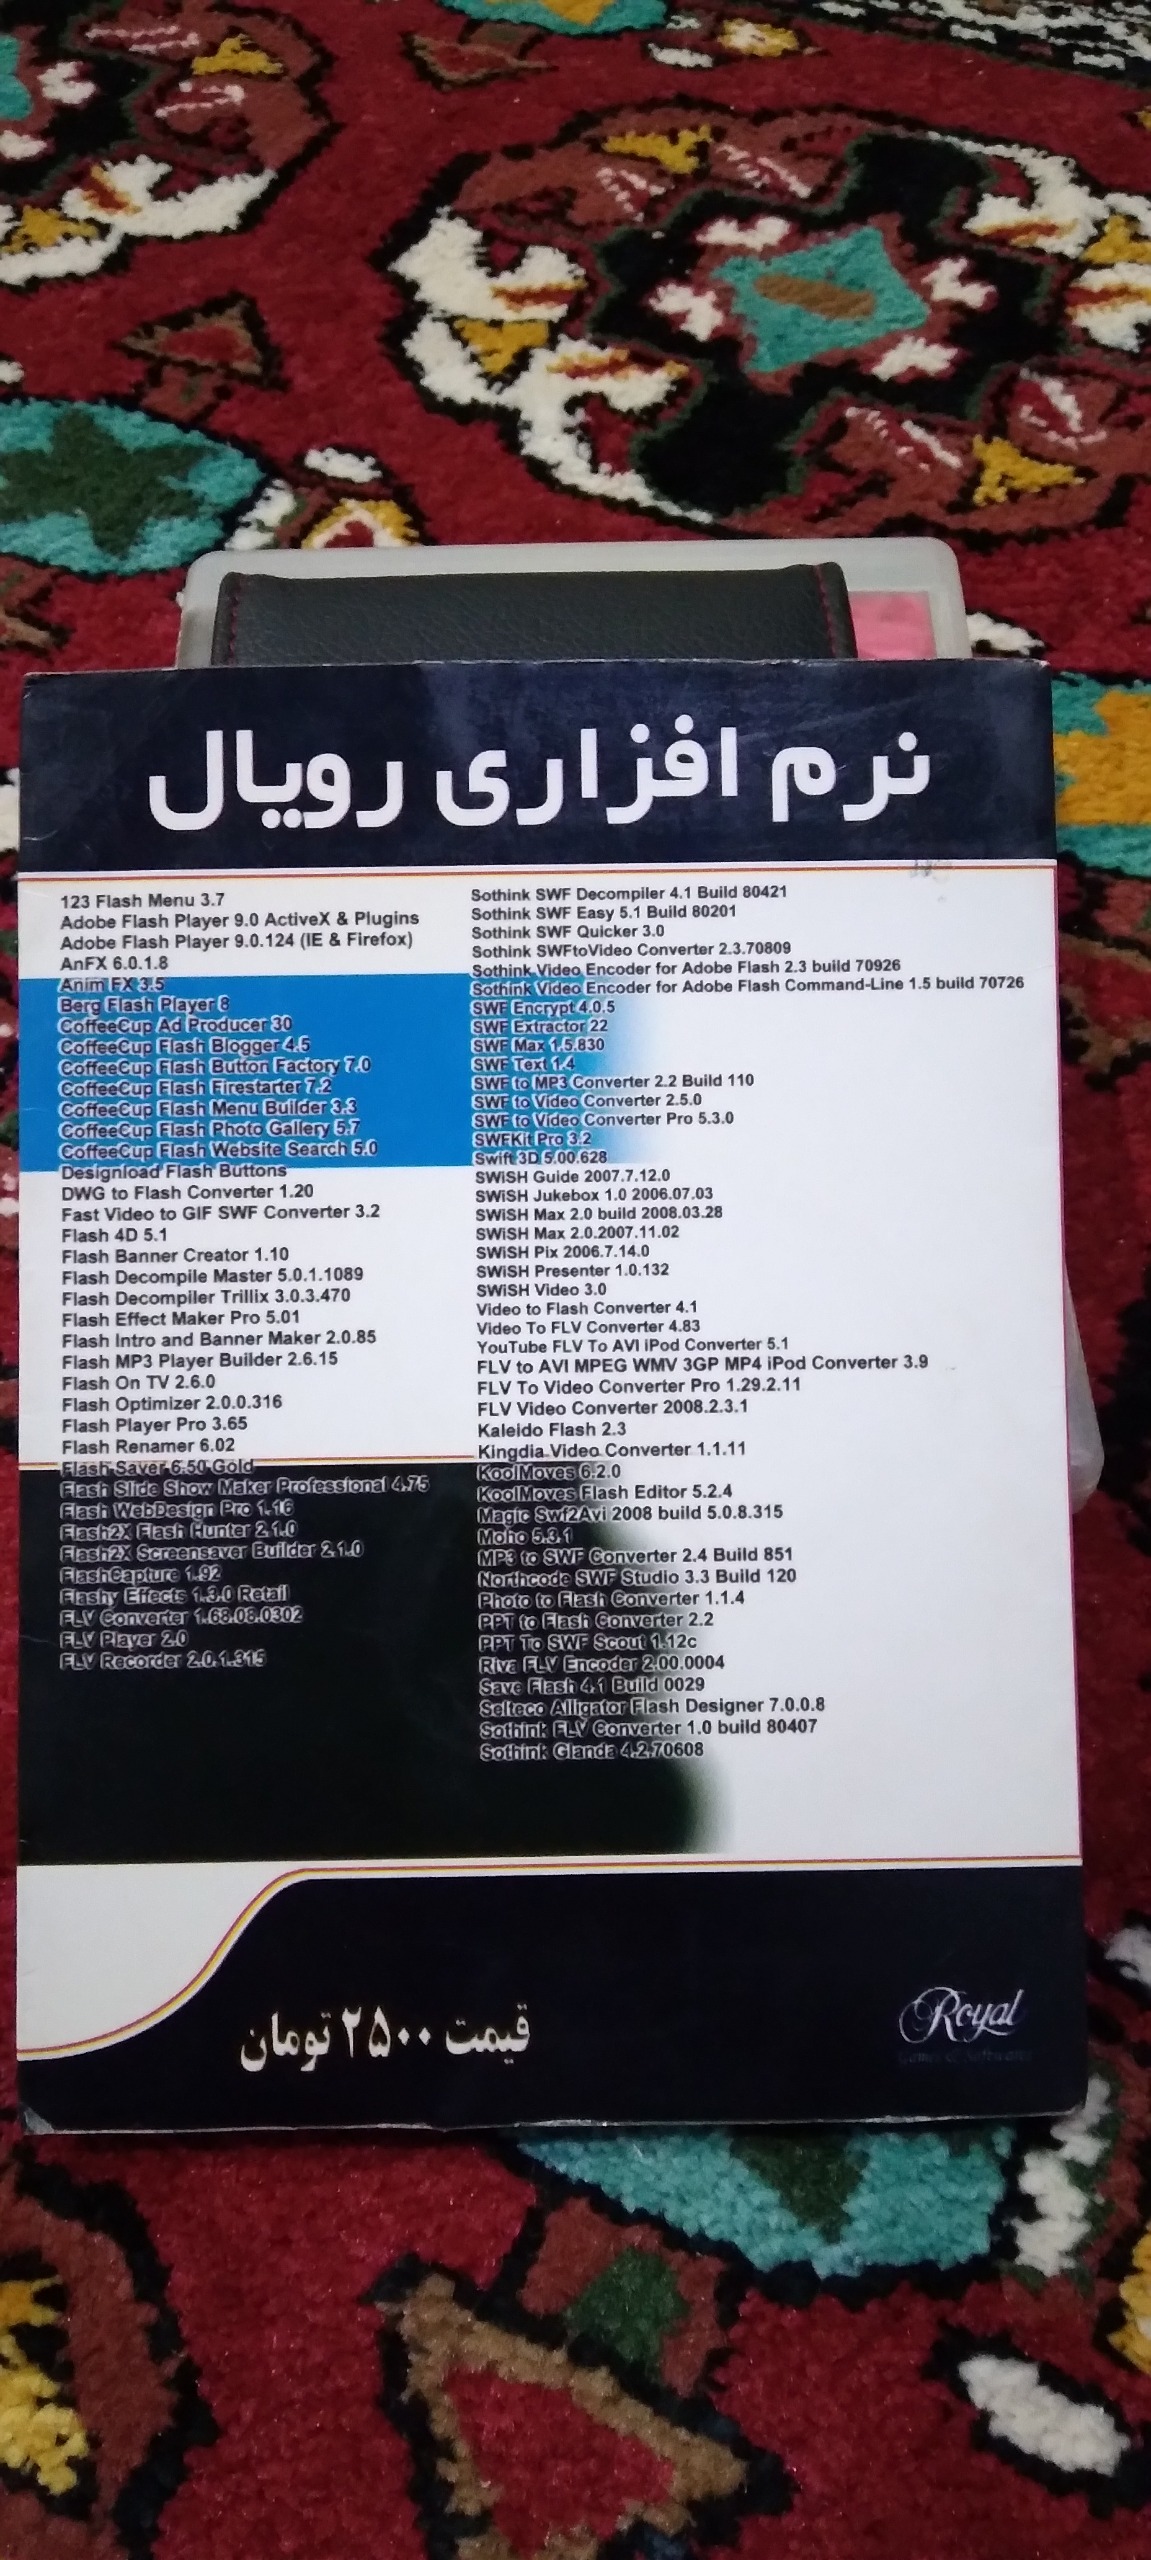 نرم افزاری رویال
123 Flash Menu 3.7
Adobe Flash Player 9.0 ActiveX & Plugins
Adobe Flash Player 9.0.124 (IE & Firefox)
AnFX 6.0.1.8
Anim FX 3.5
Berg Flash Player 8
CoffeeCup Ad Producer 30
CoffeeCup Flash Blogger 4.5
CoffeeCup Flash Button Factory 7.0
CoffeeCup Flash Firestarter 7.2
CoffeeCup Flash Menu Builder 3.3
CoffeeCup Flash Photo Gallery 5.7
CoffeeCup Flash Website Search 5.0
Designload Flash Buttons
DWG to Flash Converter 1.20
Fast Video to GIF SWF Converter 3.2
Flash 4D 5.1
Flash Banner Creator 1.10
Flash Decompile Master 5.0.1.1089
Flash Decompiler Trillix 3.0.3.470
Flash Effect Maker Pro 5.01
Flash Intro and Banner Maker 2.0.85
Flash MP3 Player Builder 2.6.15
Flash On TV 2.6.0
Flash Optimizer 2.0.0.316
Flash Player Pro 3.65
Flash Renamer 6.02
Flash Saver 6.50 Gold
Flash Slide Show Maker Professional 4.75
Flash WebDesign Pro 1.16
Flash2X Flash Hunter 2.1.0
Flash2X Screensaver Builder 2.1.0
FlashCapture 1.92
Flashy Effects 1.3.0 Retail
FLV Converter 1.68.08.0302
FLV Player 2.0
FLV Recorder 2.0.1.315
Sothink SWF Decompiler 4.1 Build 80421
Sothink SWF Easy 5.1 Build 80201
Sothink SWF Quicker 3.0
Sothink SWFtoVideo Converter 2.3.70809
Sothink Video Encoder for Adobe Flash 2.3 build 70926
Sothink Video Encoder for Adobe Flash Command-Line 1.5 build 70726
SWF Encrypt 4.0.5
SWF Extractor 22
SWF Max 1.5.830
SWF Text 1.4
SWF to MP3 Converter 2.2 Build 110
SWF to Video Converter 2.5.0
SWF to Video Converter Pro 5.3.0
SWFKit Pro 3.2
Swift 3D 5.00.628
SWiSH Guide 2007.7.12.0
SWiSH Jukebox 1.0 2006.07.03
SWiSH Max 2.0 build 2008.03.28
SWiSH Max 2.0.2007.11.02
SWiSH Pix 2006.7.14.0
SWiSH Presenter 1.0.132
SWiSH Video 3.0
Video to Flash Converter 4.1
Video To FLV Converter 4.83
YouTube FLV To AVI iPod Converter 5.1
FLV to AVI MPEG WMV 3GP MP4 iPod Converter 3.9
FLV To Video Converter Pro 1.29.2.11
FLV Video Converter 2008.2.3.1
Kaleido Flash 2.3
Kingdia Video Converter 1.1.11
KoolMoves 6.2.0
KoolMoves Flash Editor 5.2.4
Magic Swf2Avi 2008 build 5.0.8.315
Moho 5.3.1
MP3 to SWF Converter 2.4 Build 851
Northcode SWF Studio 3.3 Build 120
Photo to Flash Converter 1.1.4
PPT to Flash Converter 2.2
PPT To SWF Scout 1.12c
Riva FLV Encoder 2.00.0004
Save Flash 4.1 Build 0029
Selteco Alligator Flash Designer 7.0.0.8
Sothink FLV Converter 1.0 build 80407
Sothink Glanda 4.2.70608
قیمت ۲۵۰۰ تومان
Royal